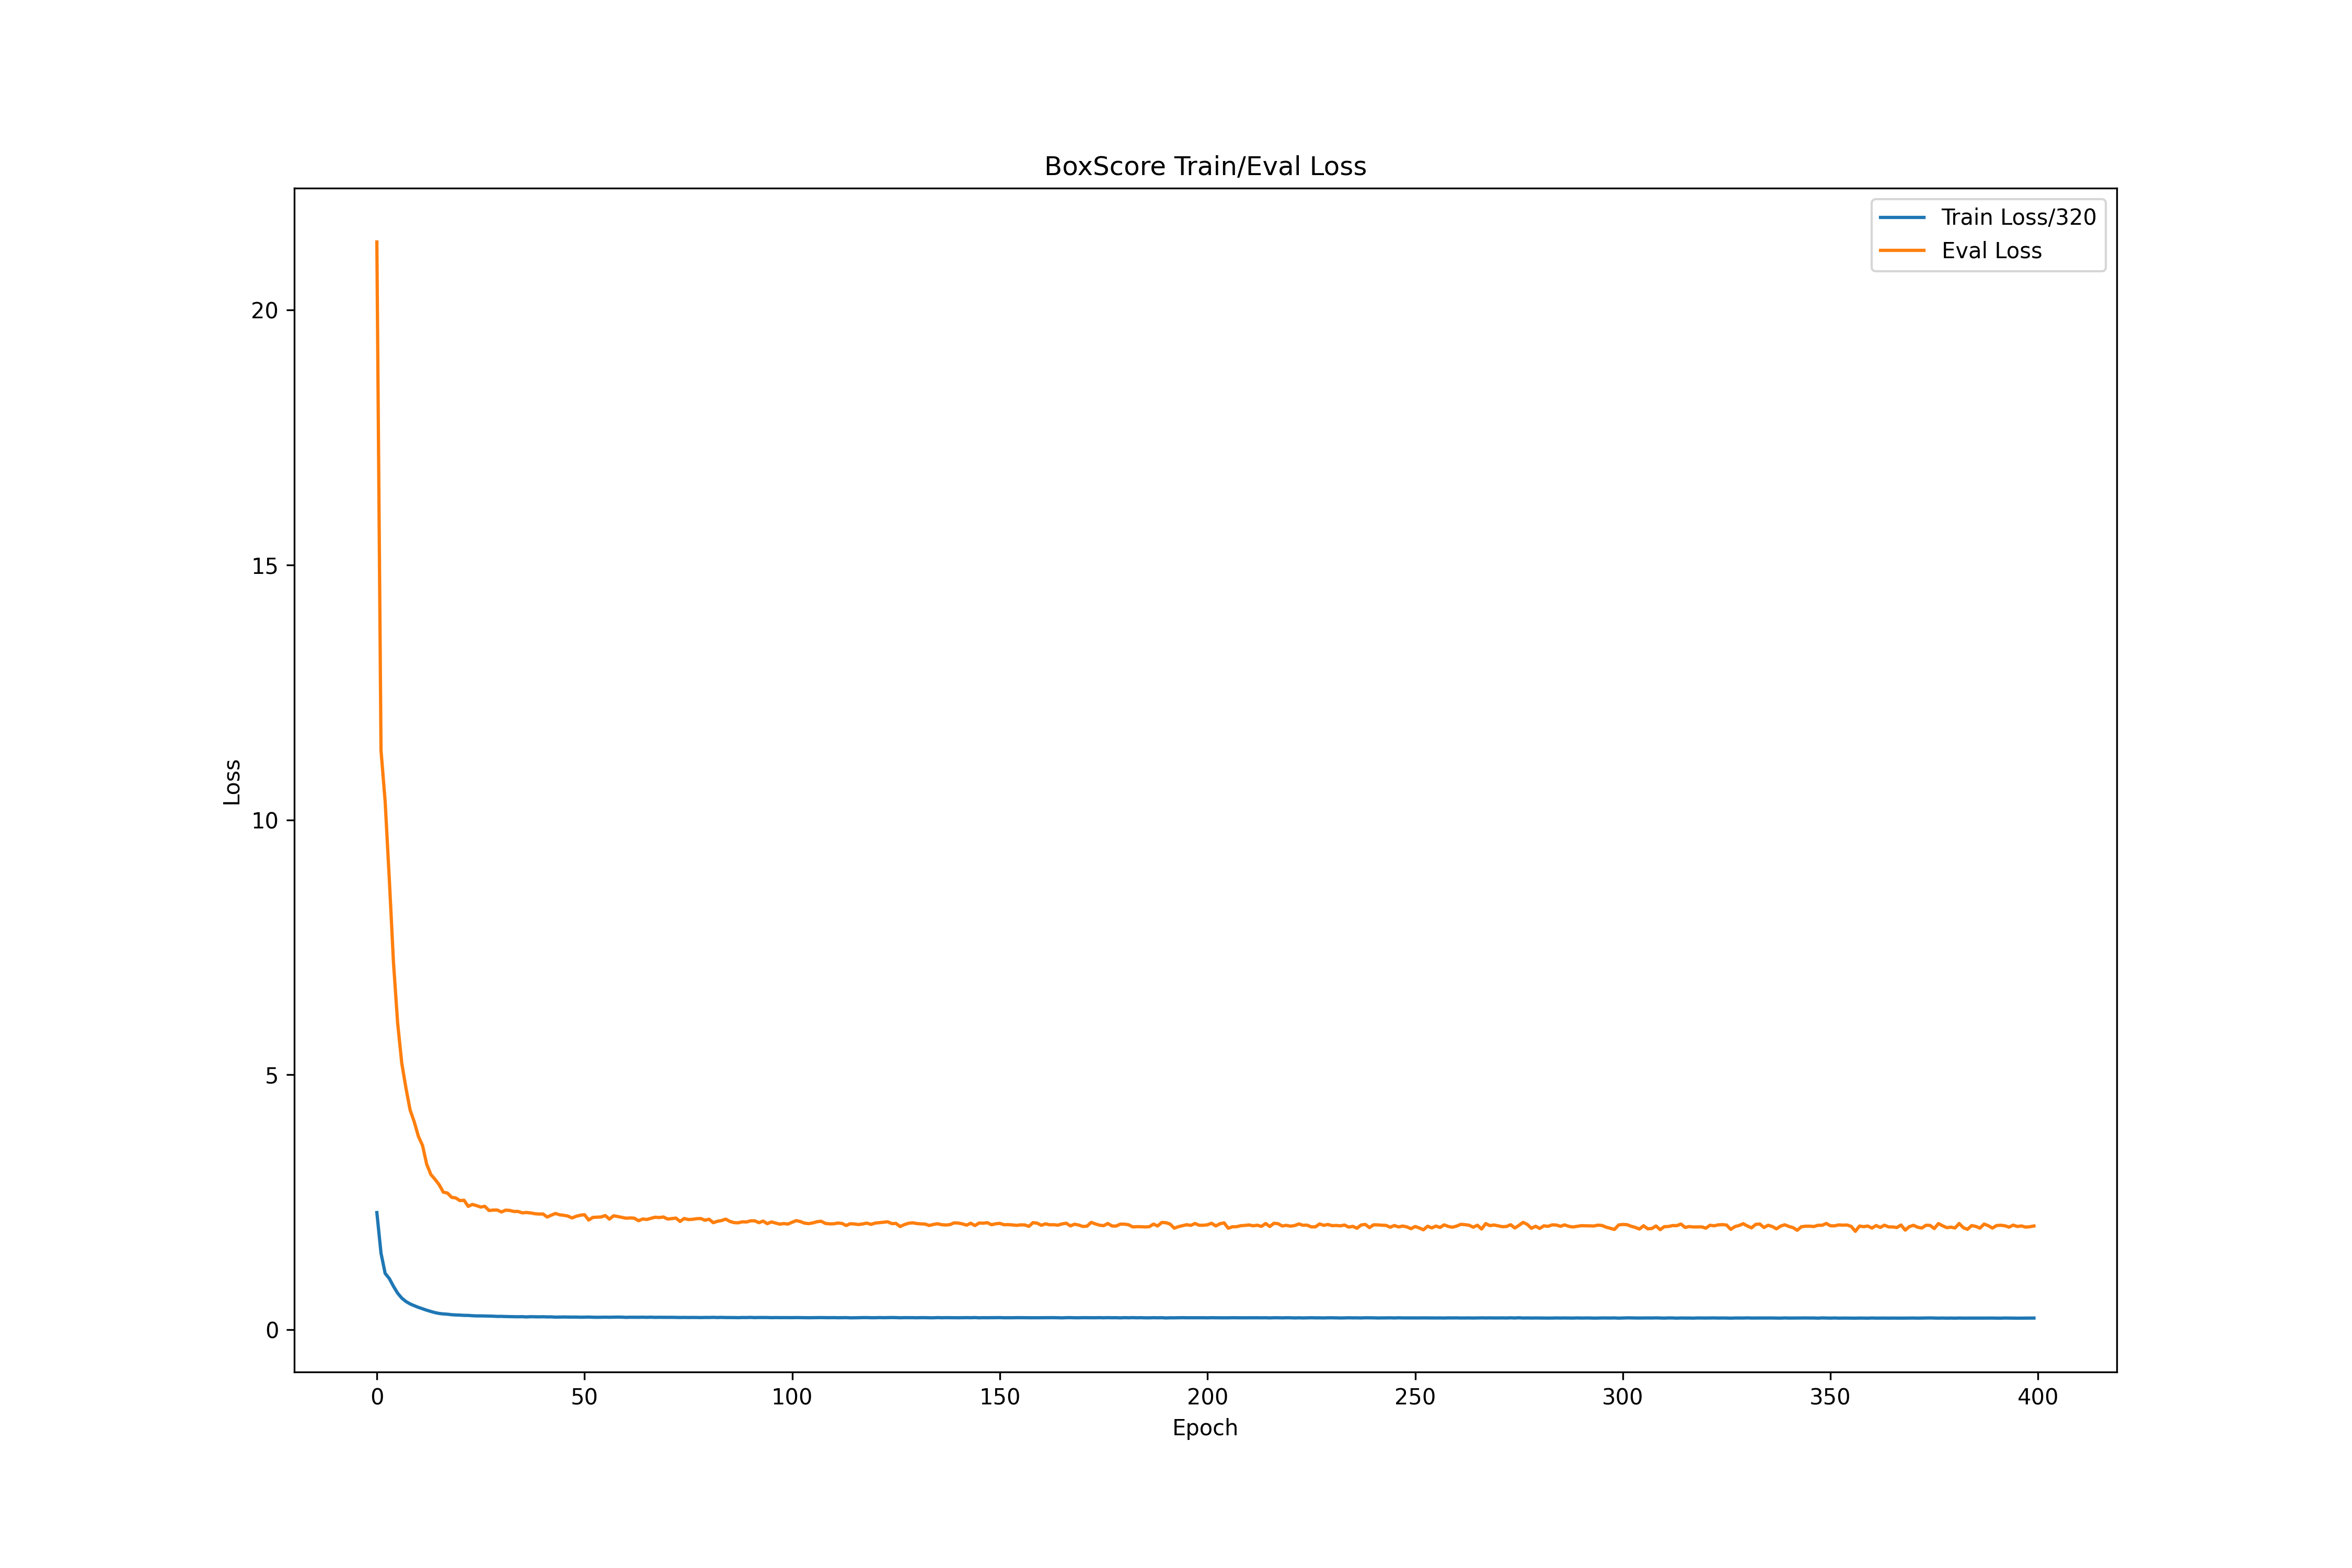 BoxScore Train/Eval Loss
Train Loss/320
Eval Loss
Loss
20
15
10
5
0
0 50 100 150 200 250 300 350 400
Epoch